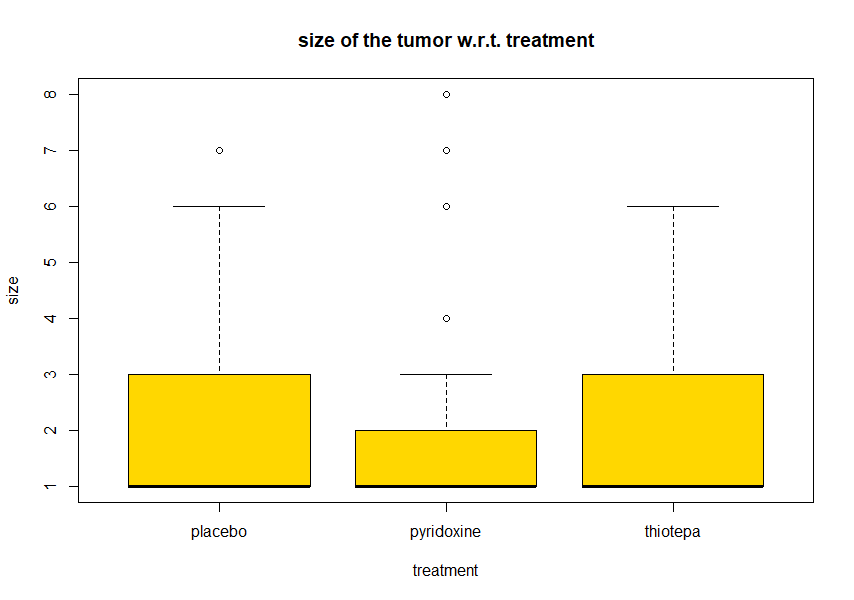 size of the tumor w.r.t. treatment
8
7
6
5
4
3
2
1
size
placebo pyridoxine thiotepa
treatment